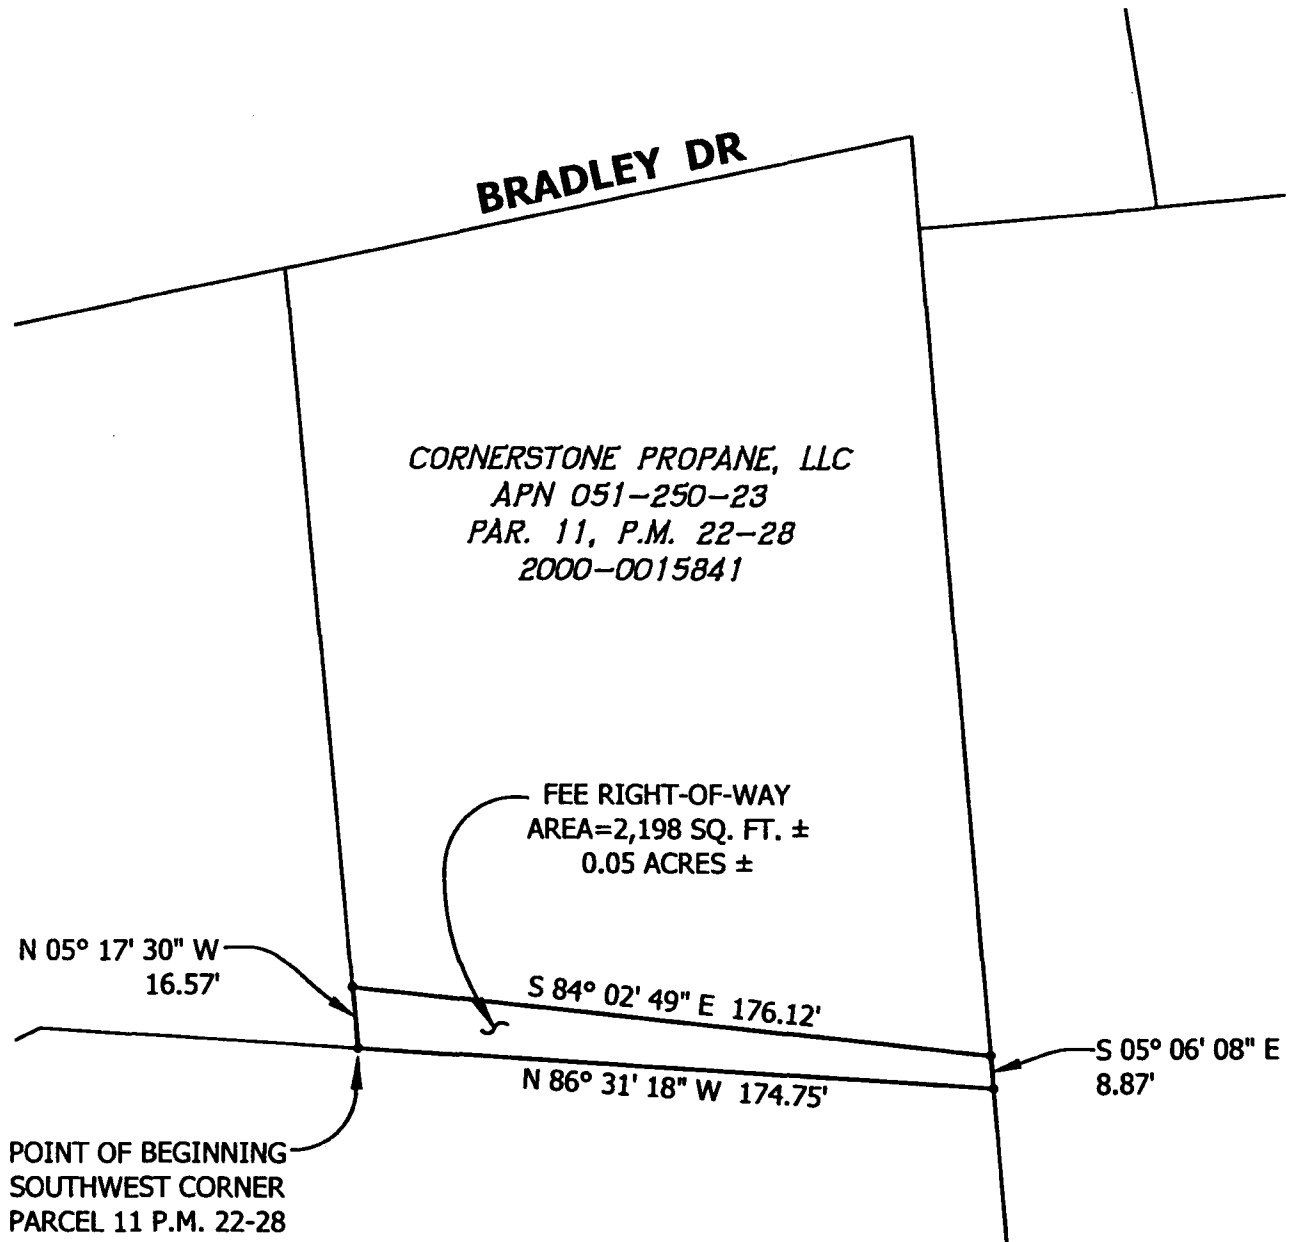 BRADLEY DR
CORNERSTONE PROPANE, LLC
APN 051-250-23
PAR. 11, P.M. 22-28
2000-0015841
FEE RIGHT-OF-WAY
AREA=2,198 SQ. FT. ±
0.05 ACRES ±
N 05° 17' 30" W
16.57'
S 84° 02' 49" E 176.12'
S 05° 06' 08" E
8.87'
N 86° 31' 18" W 174.75'
POINT OF BEGINNING
SOUTHWEST CORNER
PARCEL 11 P.M. 22-28